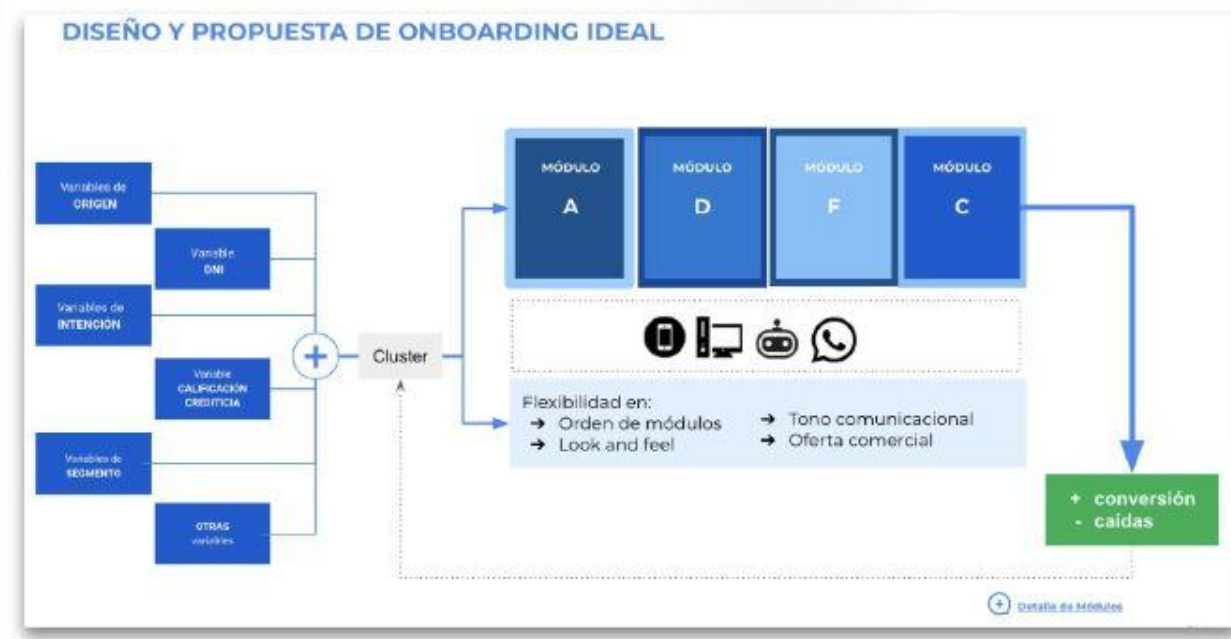 DISEÑO Y PROPUESTA DE ONBOARDING IDEAL
Variables de
ORIGEN
Variable
DNI
Variables de
INTENCIÓN
Variable
CALIFICACIÓN
CREDITICIA
Variables de
SEGMENTO
OTRAS
variables
+
Cluster
MÓDULO
A
MÓDULO
D
MÓDULO
F
MÓDULO
C
Flexibilidad en:
➔ Orden de módulos
➔ Look and feel
➔ Tono comunicacional
➔ Oferta comercial
+ conversión
- caídas
+ Detalle de Módulos